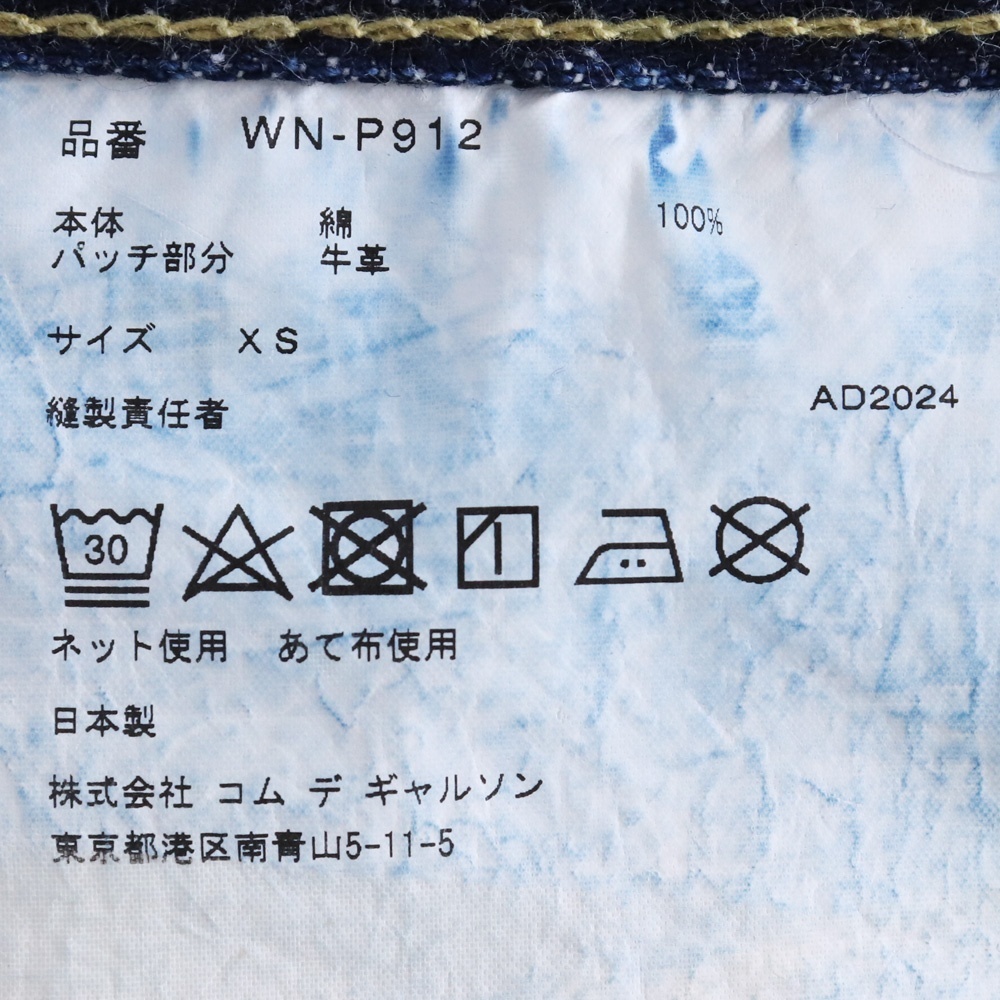 品番 WN-P912
本体 綿 100%
パッチ部分 牛革
サイズ XS
縫製責任者 AD2024
30
ネット使用 あて布使用
日本製
株式会社 コム デ ギャルソン
東京都港区南青山5-11-5